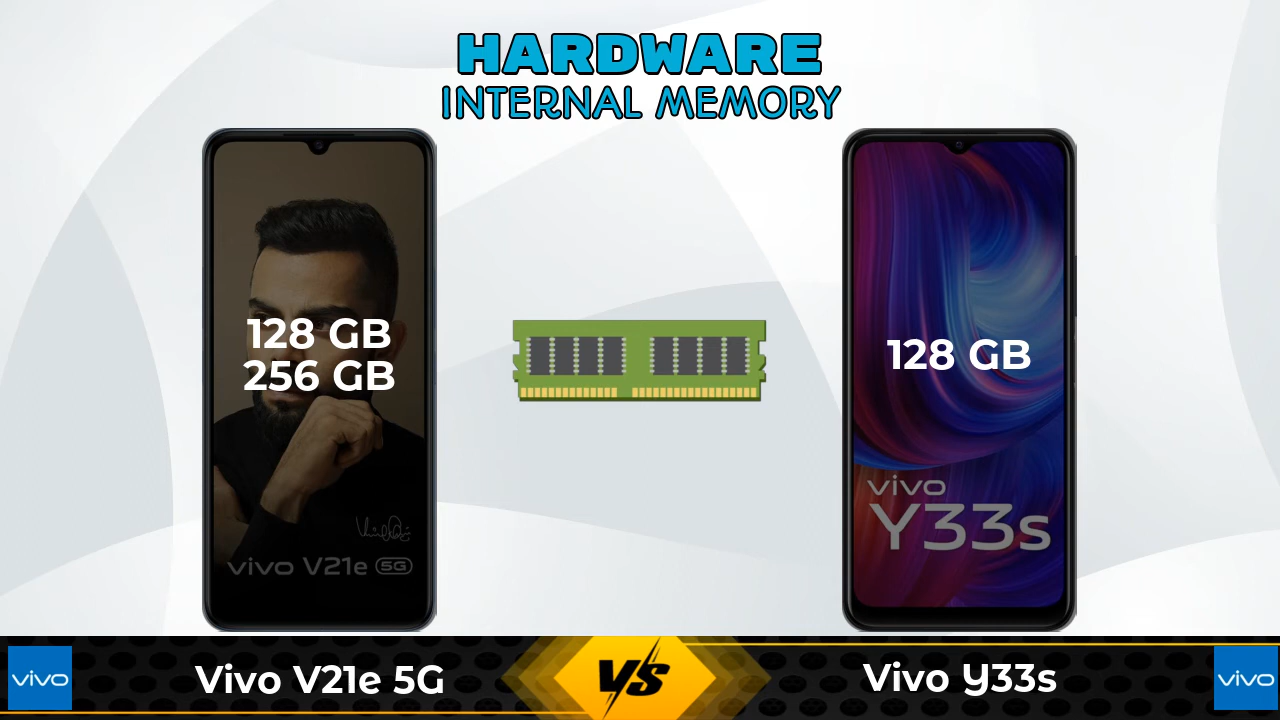 HARDWARE
INTERNAL MEMORY
128 GB
256 GB
vivo V21e 5G
128 GB
vivo
Y33s
vivo
Vivo V21e 5G
VS
Vivo Y33s
vivo